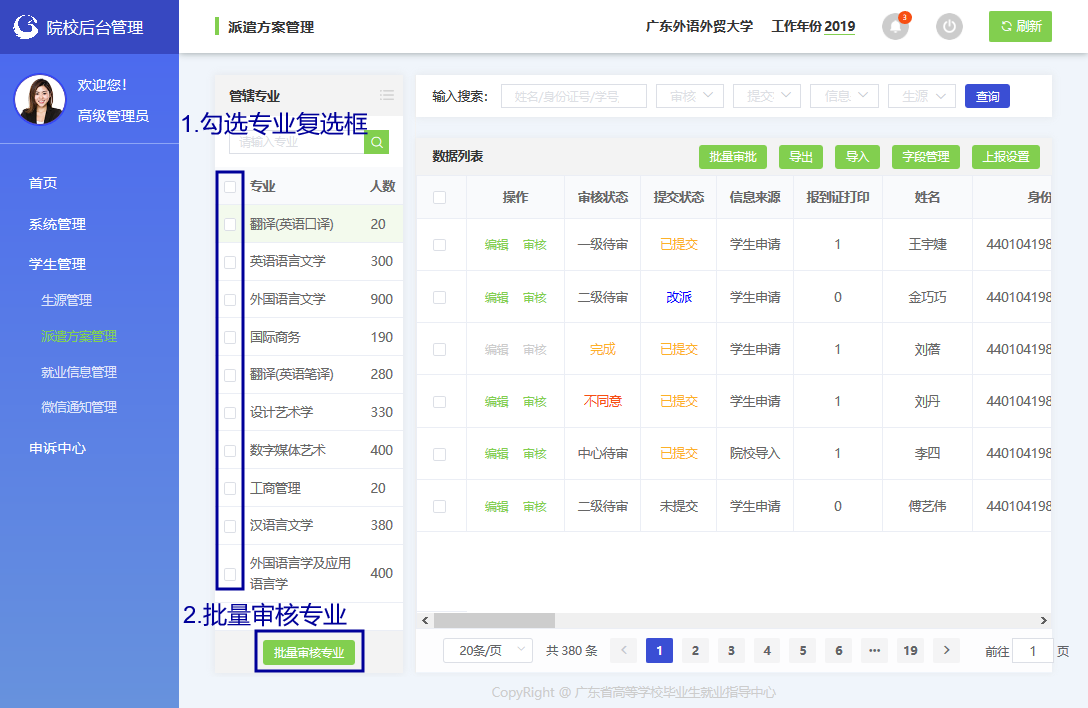 院校后台管理
派遣方案管理
广东外语外贸大学 工作年份 2019
3
刷新
欢迎您!
高级管理员
首页
系统管理
学生管理
生源管理
派遣方案管理
就业信息管理
微信通知管理
申诉中心
管辖专业
1.勾选专业复选框
请输入专业
专业 人数
翻译(英语口译) 20
英语语言文学 300
外国语言文学 900
国际商务 190
翻译(英语笔译) 280
设计艺术学 330
数字媒体艺术 400
工商管理 20
汉语言文学 380
外国语言学及应用
语言学 400
2.批量审核专业
批量审核专业
输入搜索: 姓名/身份证号/学号 审核 提交 信息 生源 查询
数据列表 批量审批 导出 导入 字段管理 上报设置
操作 审核状态 提交状态 信息来源 报到证打印 姓名 身份
编辑 审核 一级待审 已提交 学生申请 1 王宇婕 440104198
编辑 审核 二级待审 改派 学生申请 0 金巧巧 440104198
编辑 审核 完成 已提交 学生申请 1 刘蓓 440104198
编辑 审核 不同意 已提交 学生申请 1 刘丹 440104198
编辑 审核 中心待审 已提交 院校导入 1 李四 440104198
编辑 审核 二级待审 未提交 学生申请 0 傅艺伟 440104198
20条/页 共 380 条 < 1 2 3 4 5 6 ··· 19 > 前往 1 页
CopyRight @ 广东省高等学校毕业生就业指导中心